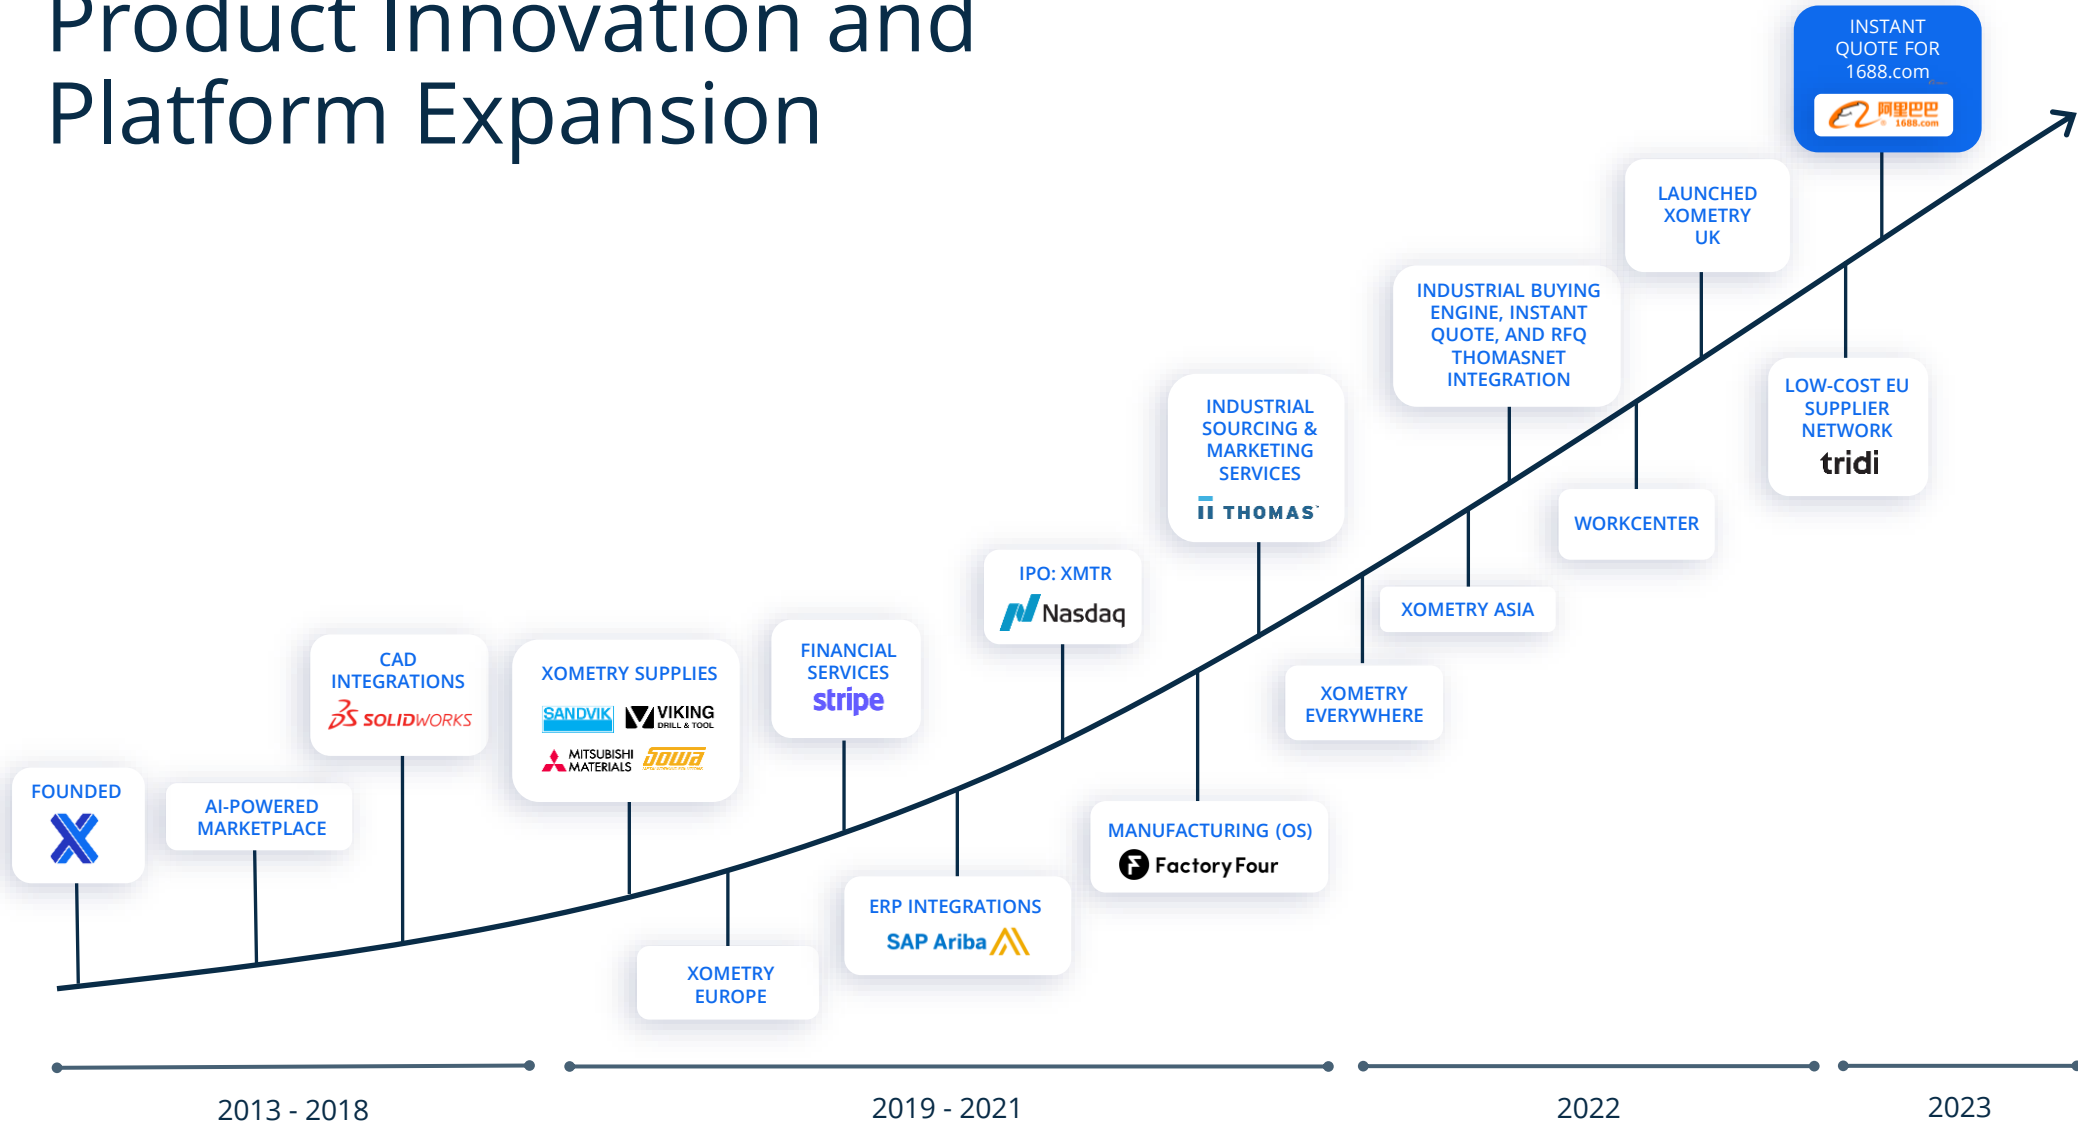 Product Innovation and
Platform Expansion
INSTANT
QUOTE FOR
1688.com
阿里巴巴
1688.com
LAUNCHED
XOMETRY
UK
INDUSTRIAL BUYING
ENGINE, INSTANT
QUOTE, AND RFQ
THOMASNET
INTEGRATION
LOW-COST EU
SUPPLIER
NETWORK
tridi
INDUSTRIAL
SOURCING &
MARKETING
SERVICES
THOMAS
WORKCENTER
IPO: XMTR
Nasdaq
XOMETRY ASIA
CAD
INTEGRATIONS
SOLIDWORKS
XOMETRY SUPPLIES
SANDVIK
VIKING
DRILL & TOOL
MITSUBISHI
MATERIALS
sowa
FINANCIAL
SERVICES
stripe
XOMETRY
EVERYWHERE
FOUNDED
AI-POWERED
MARKETPLACE
MANUFACTURING (OS)
FactoryFour
ERP INTEGRATIONS
SAP Ariba
XOMETRY
EUROPE
2013 - 2018
2019 - 2021
2022
2023